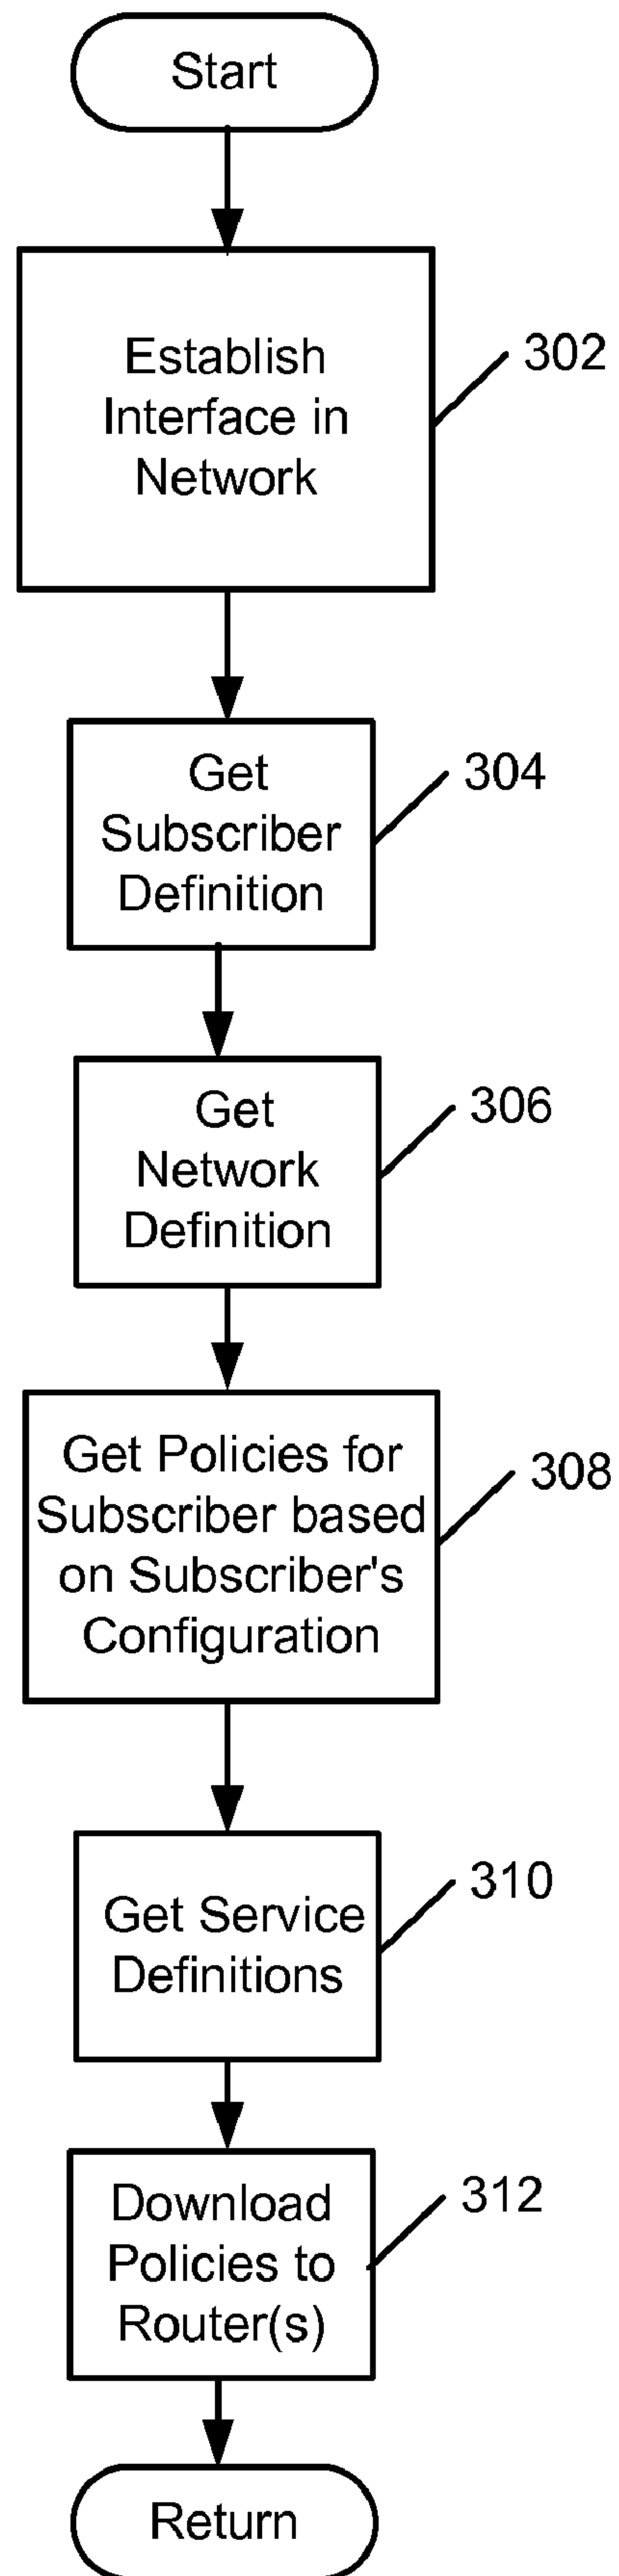 Start
Establish
Interface in
Network
302
Get
Subscriber
Definition
304
Get
Network
Definition
306
Get Policies for
Subscriber based
on Subscriber's
Configuration
308
Get Service
Definitions
310
Download
Policies to
Router(s)
312
Return